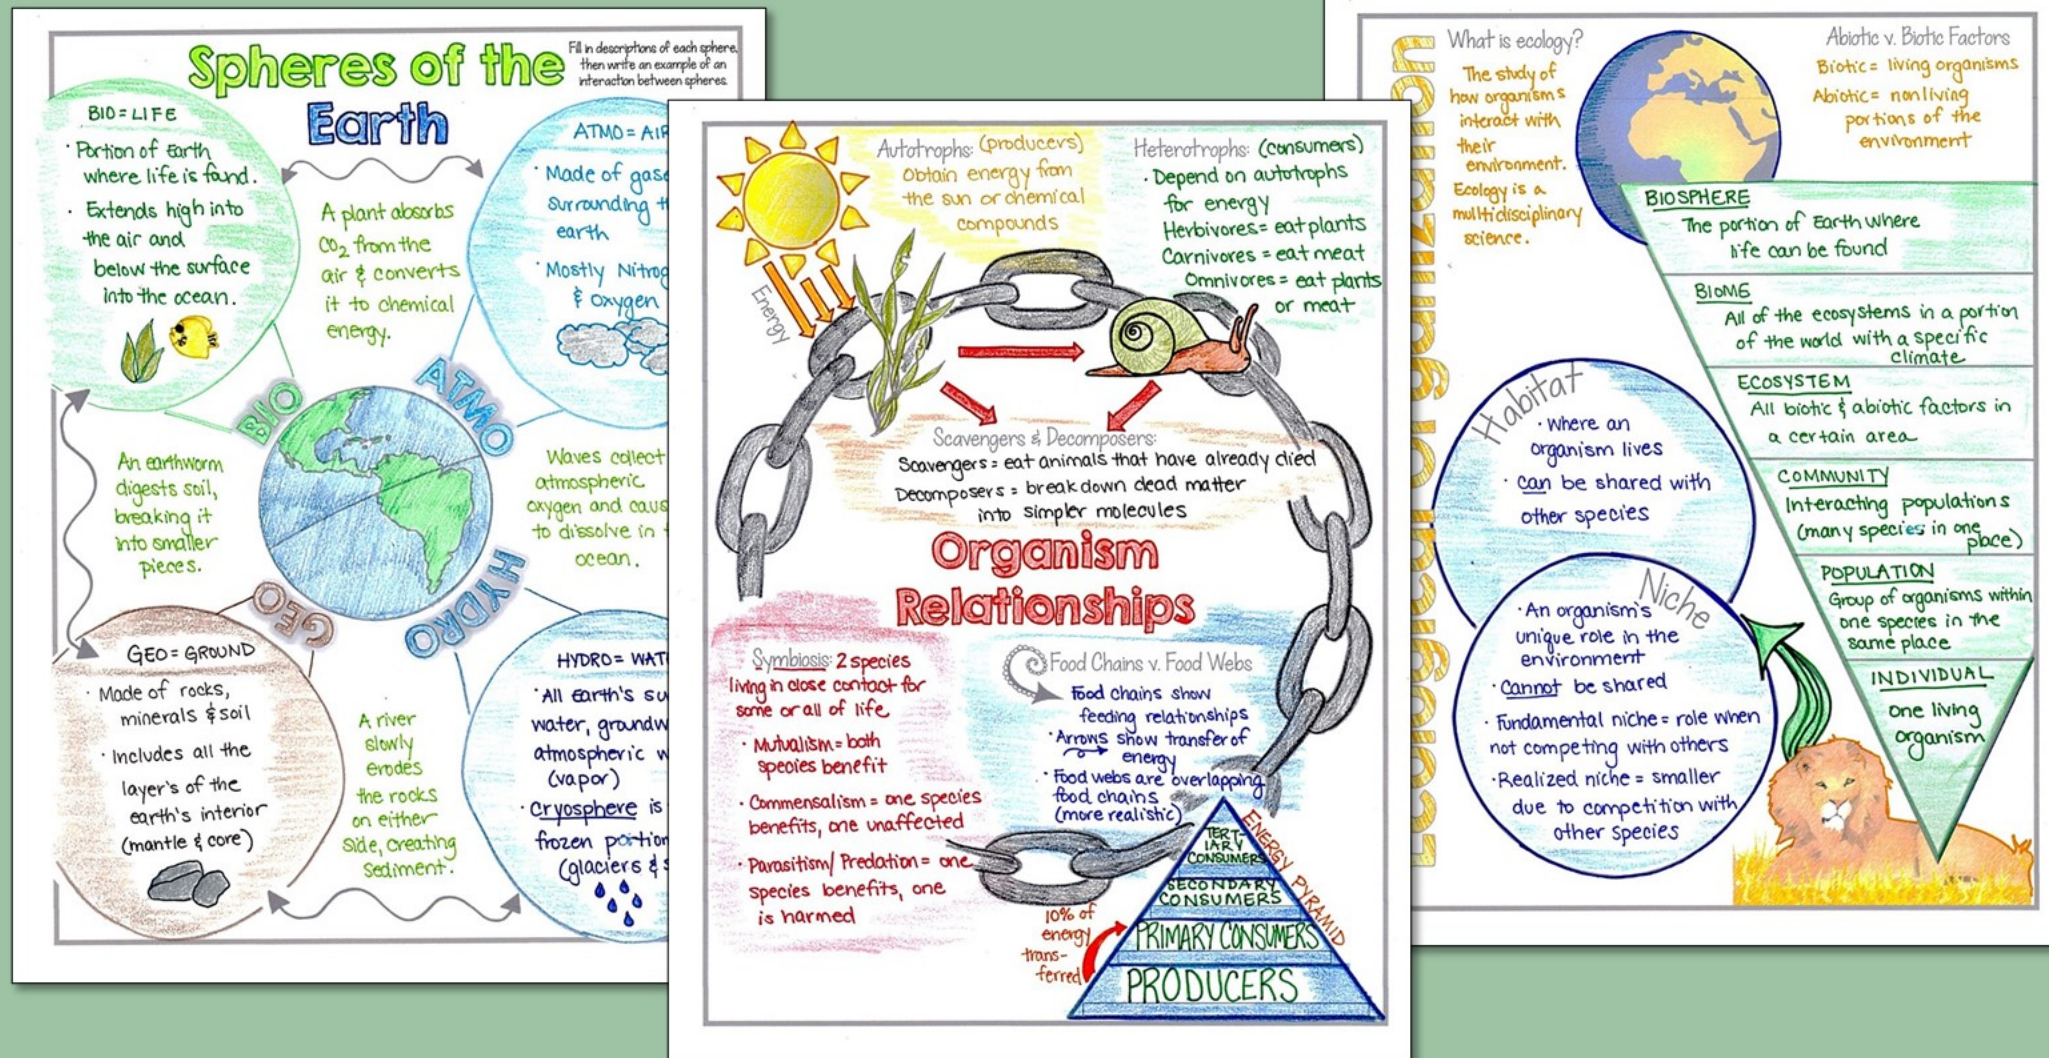 Spheres of the
Earth
Fill in descriptions of each sphere,
then write an example of an
interaction between spheres.
BIO = LIFE
· Portion of Earth
where life is found.
· Extends high into
the air and
below the surface
into the ocean.
ATMO = AIR
· Made of gase
surrounding th
earth
· Mostly Nitrog
& oxygen
A plant absorbs
CO2 from the
air & converts
it to chemical
energy.
BIO
ATMO
GEO
HYDRO
An earthworm
digests soil,
breaking it
into smaller
pieces.
Waves collect
atmospheric
oxygen and caus
to dissolve in
ocean.
GEO = GROUND
· Made of rocks,
minerals & soil
· Includes all the
layer's of the
earth's interior
(mantle & core)
A river
slowly
erodes
the rocks
on either
side, creating
sediment.
HYDRO = WAT
· All Earth's su
water, groundw
atmospheric w
(vapor)
· Cryosphere is
frozen portion
(glaciers & s
Autotrophs: (producers)
obtain energy from
the sun or chemical
compounds
Heterotrophs: (consumers)
· Depend on autotrophs
for energy
Herbivores = eat plants
Carnivores = eat meat
Omnivores = eat plants
or meat
Energy
Scavengers & Decomposers:
Scavengers = eat animals that have already died
Decomposers = break down dead matter
into simpler molecules
Organism
Relationships
Symbiosis: 2 species
living in close contact for
some or all of life
· Mutualism = both
species benefit
· Commensalism = one species
benefits, one unaffected
· Parasitism/ Predation = one
species benefits, one
is harmed
Food Chains v. Food Webs
· Food chains show
feeding relationships
· Arrows show transfer of
energy
· Food webs are overlapping
food chains
(more realistic)
TERT-
IARY
CONSUMERS
SECONDARY
CONSUMERS
PRIMARY CONSUMERS
PRODUCERS
ENERGY PYRAMID
10% of
energy
trans-
ferred
Ecological Organization
What is ecology?
The study of
how organisms
interact with
their
environment.
Ecology is a
multidisciplinary
science.
Abiotic v. Biotic Factors
Biotic = living organisms
Abiotic = nonliving
portions of the
environment
BIOSPHERE
The portion of Earth where
life can be found
BIOME
All of the ecosystems in a portion
of the world with a specific
climate
ECOSYSTEM
All biotic & abiotic factors in
a certain area
COMMUNITY
Interacting populations
(many species in one
place)
POPULATION
Group of organisms within
one species in the
same place
INDIVIDUAL
one living
organism
Habitat
· Where an
organism lives
· Can be shared with
other species
Niche
· An organism's
unique role in the
environment
· Cannot be shared
· Fundamental niche = role when
not competing with others
· Realized niche = smaller
due to competition with
other species